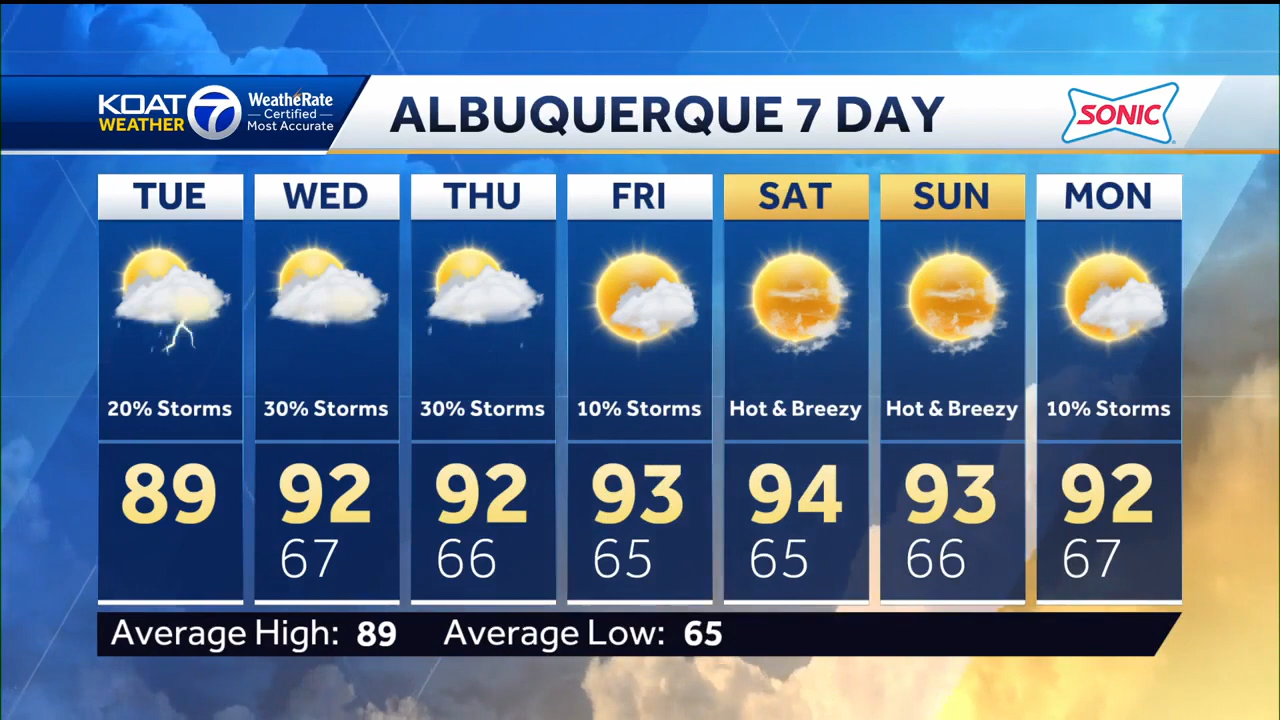 KOAT
WEATHER
7
WeatheRate
Certified
Most Accurate
ALBUQUERQUE 7 DAY
SONIC
TUE WED THU FRI SAT SUN MON
20% Storms 30% Storms 30% Storms 10% Storms Hot & Breezy Hot & Breezy 10% Storms
89 92 92 93 94 93 92
67 66 65 65 66 67
Average High: 89 Average Low: 65